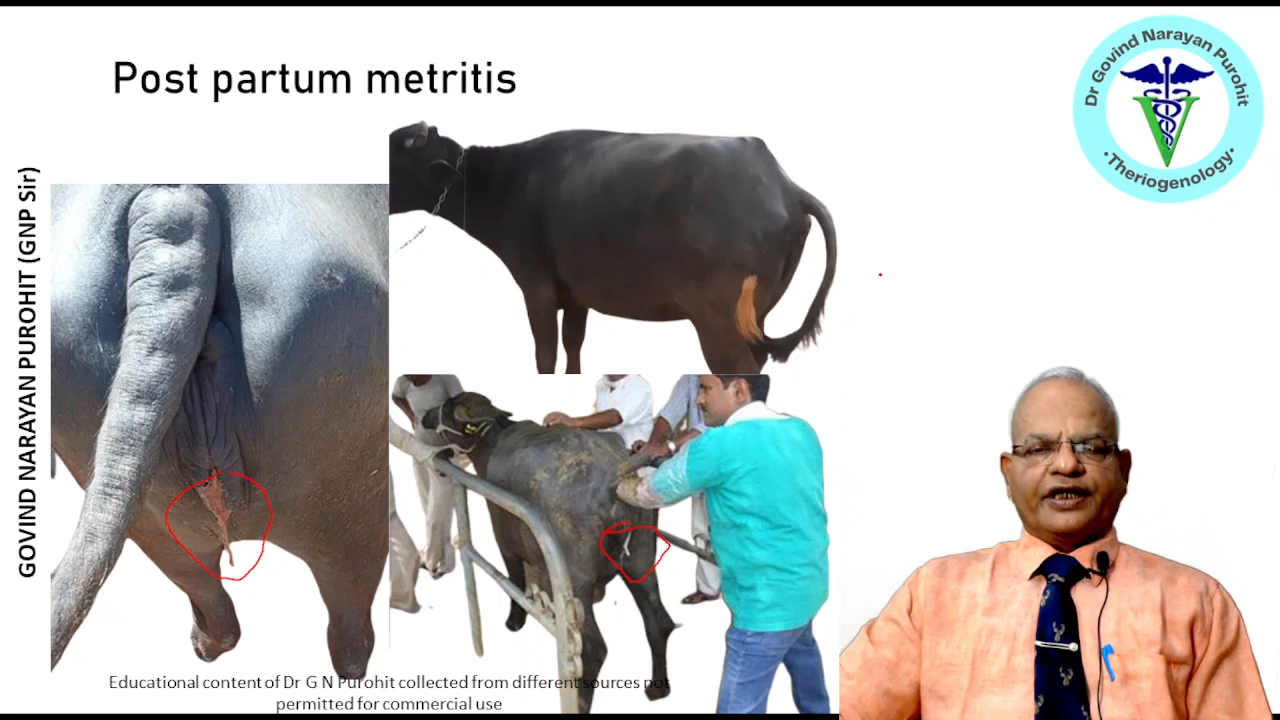 Post partum metritis
Dr Govind Narayan Purohit
V
•Theriogenology•
GOVIND NARAYAN PUROHIT (GNP Sir)
Educational content of Dr G N Purohit collected from different sources not
permitted for commercial use